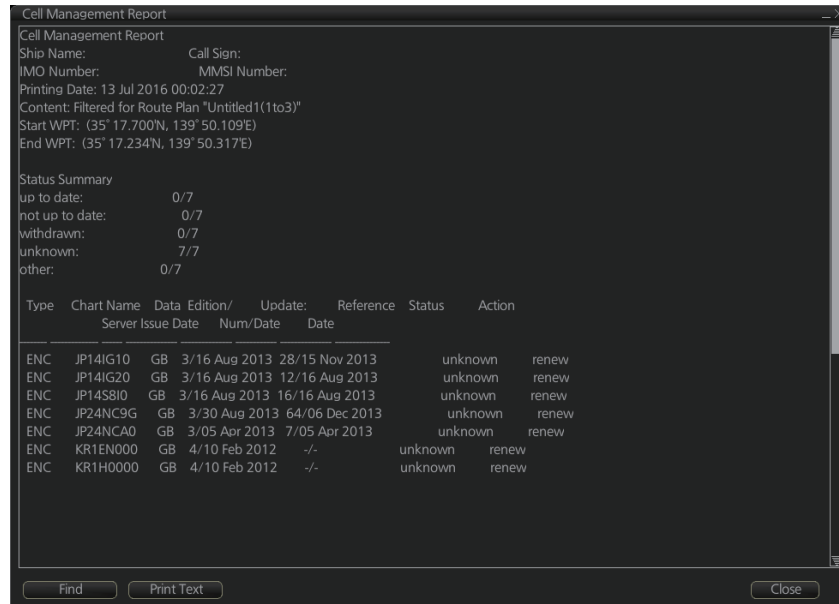 Cell Management Report
Cell Management Report
Ship Name: Call Sign:
IMO Number: MMSI Number:
Printing Date: 13 Jul 2016 00:02:27
Content: Filtered for Route Plan "Untitled1(1to3)"
Start WPT: (35°17.700'N, 139°50.109'E)
End WPT: (35°17.234'N, 139°50.317'E)
Status Summary
up to date: 0/7
not up to date: 0/7
withdrawn: 0/7
unknown: 7/7
other: 0/7
Type Chart Name Data Edition/ Update: Reference Status Action
Server Issue Date Num/Date Date
ENC JP14IG10 GB 3/16 Aug 2013 28/15 Nov 2013 unknown renew
ENC JP14IG20 GB 3/16 Aug 2013 12/16 Aug 2013 unknown renew
ENC JP14S8I0 GB 3/16 Aug 2013 16/16 Aug 2013 unknown renew
ENC JP24NC9G GB 3/30 Aug 2013 64/06 Dec 2013 unknown renew
ENC JP24NCA0 GB 3/05 Apr 2013 7/05 Apr 2013 unknown renew
ENC KR1EN000 GB 4/10 Feb 2012 -/- unknown renew
ENC KR1H0000 GB 4/10 Feb 2012 -/- unknown renew
Find Print Text Close